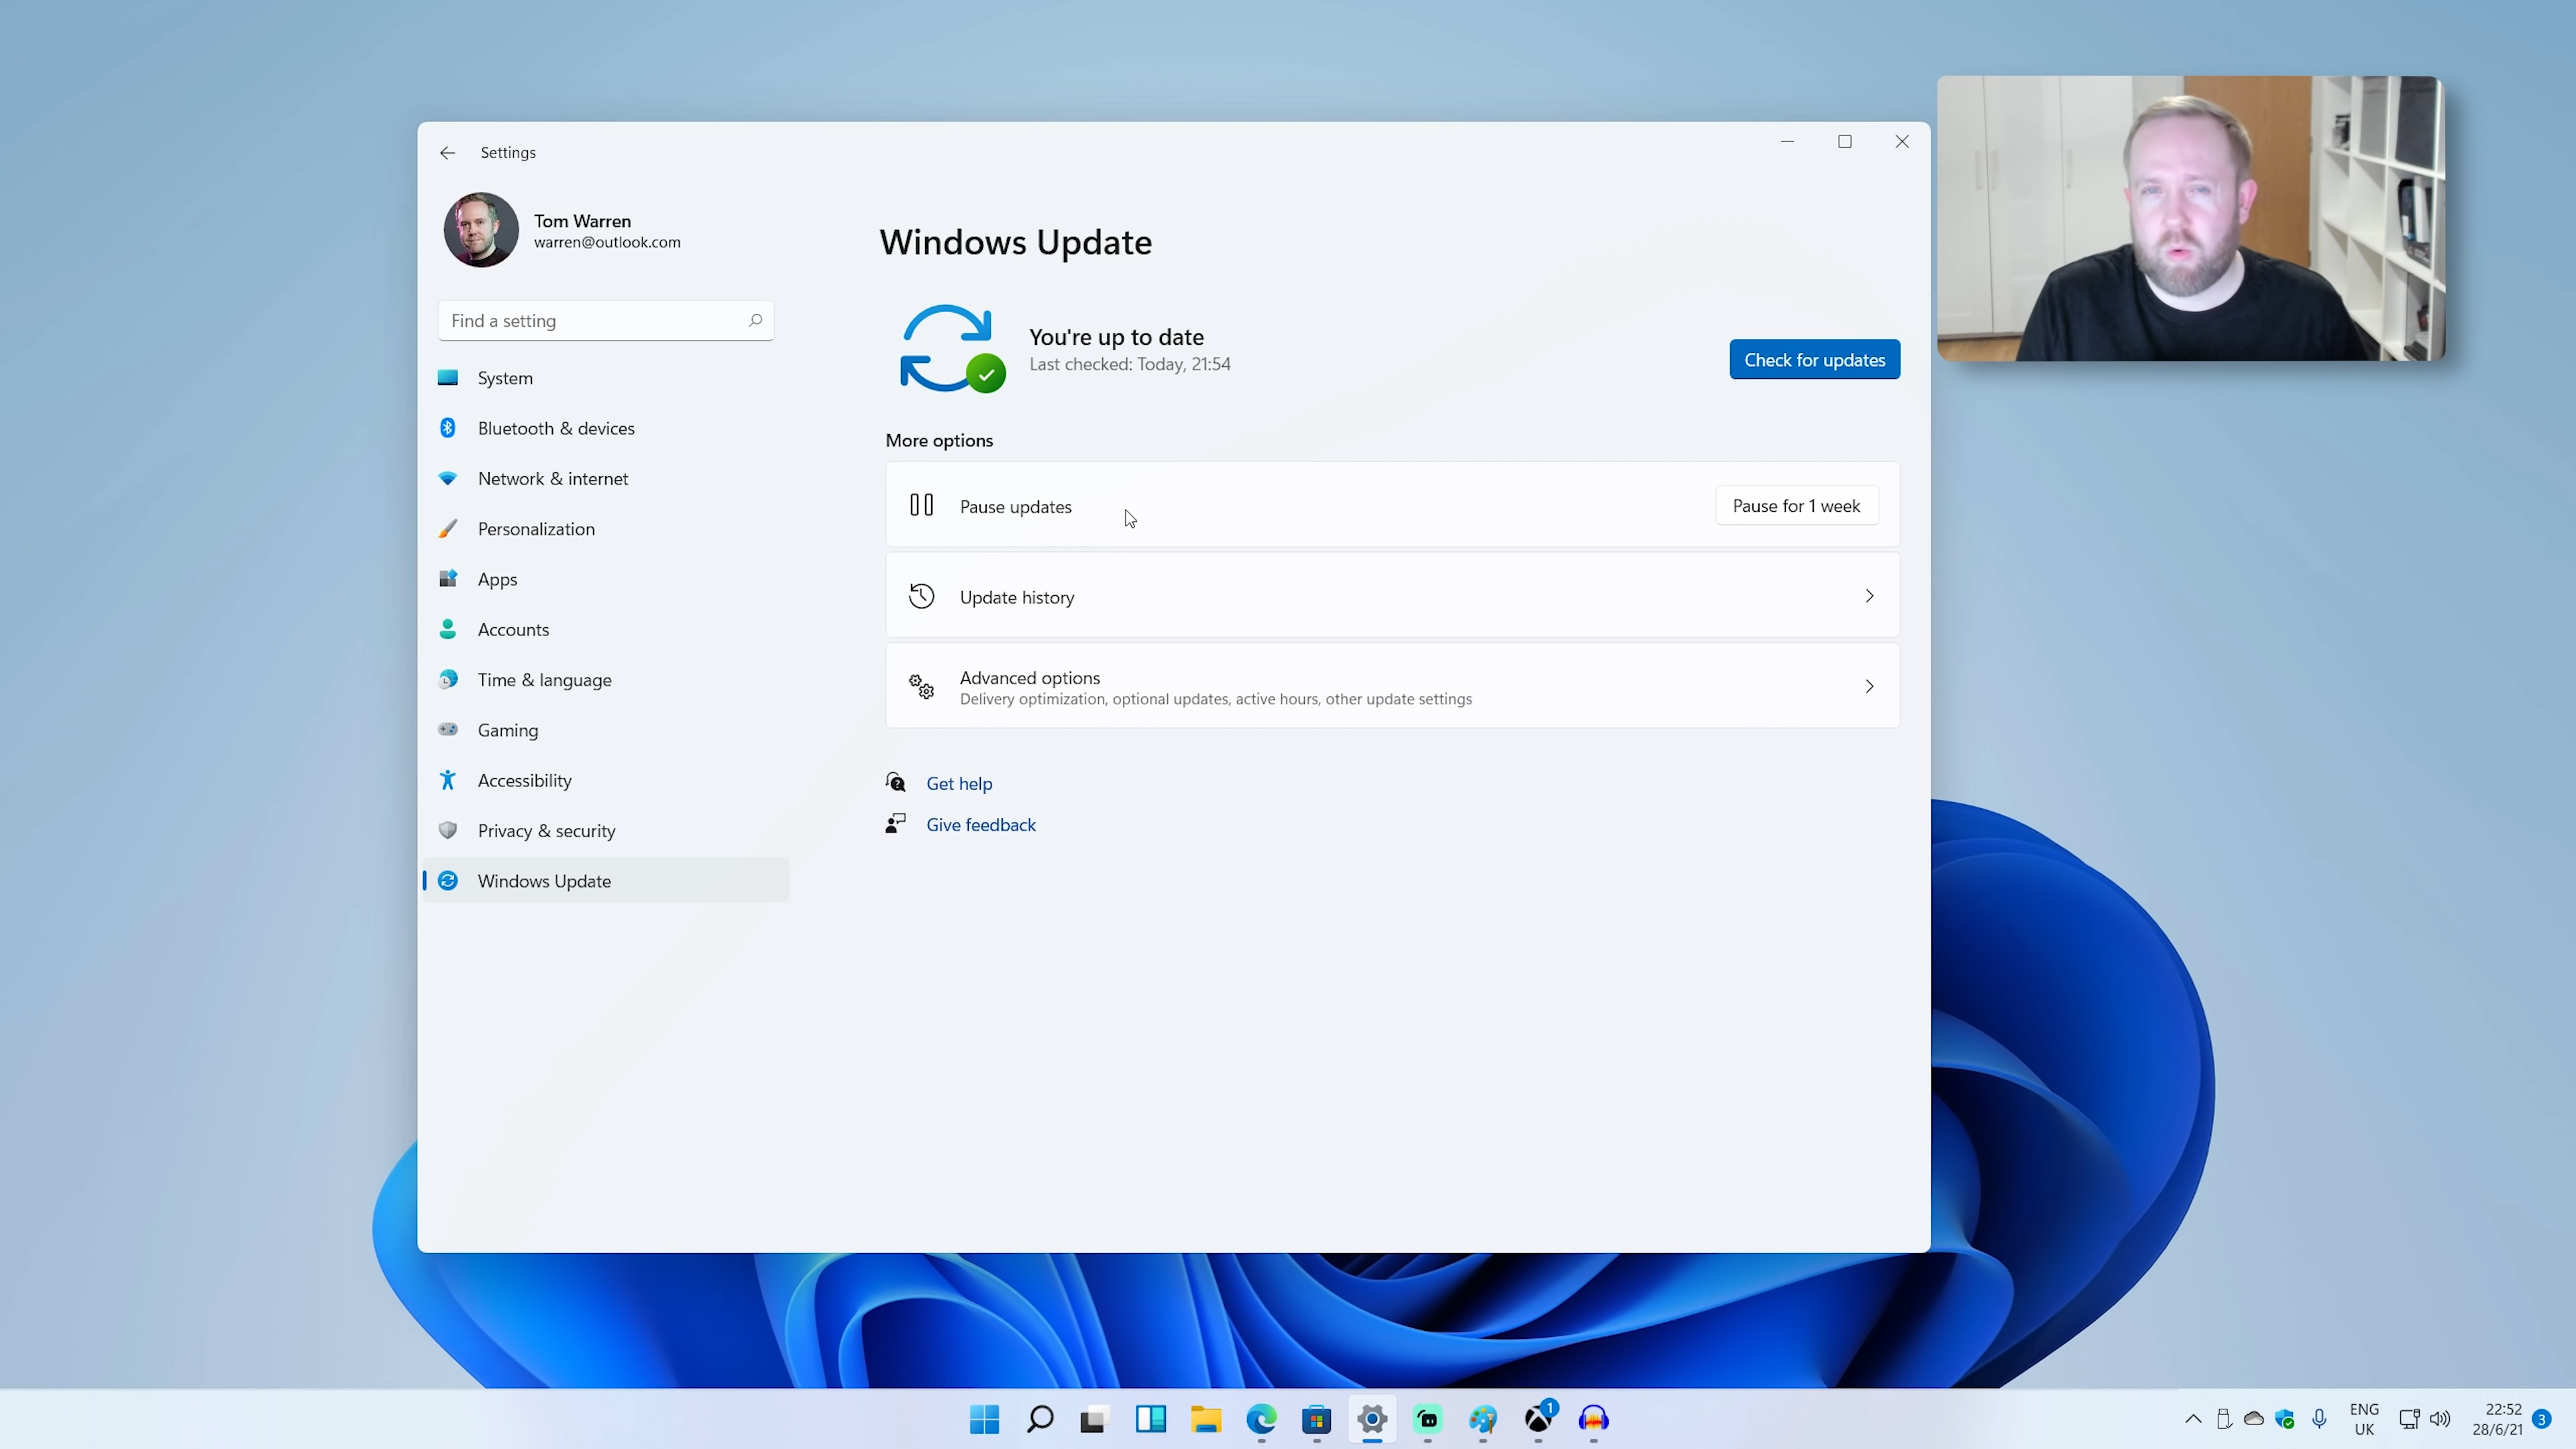 Settings
Tom Warren
warren@outlook.com
Find a setting
System
Bluetooth & devices
Network & internet
Personalization
Apps
Accounts
Time & language
Gaming
Accessibility
Privacy & security
Windows Update
Windows Update
You're up to date
Last checked: Today, 21:54
Check for updates
More options
Pause updates
Pause for 1 week
Update history
Advanced options
Delivery optimization, optional updates, active hours, other update settings
Get help
Give feedback
1
ENG
UK
22:52
28/6/21
3